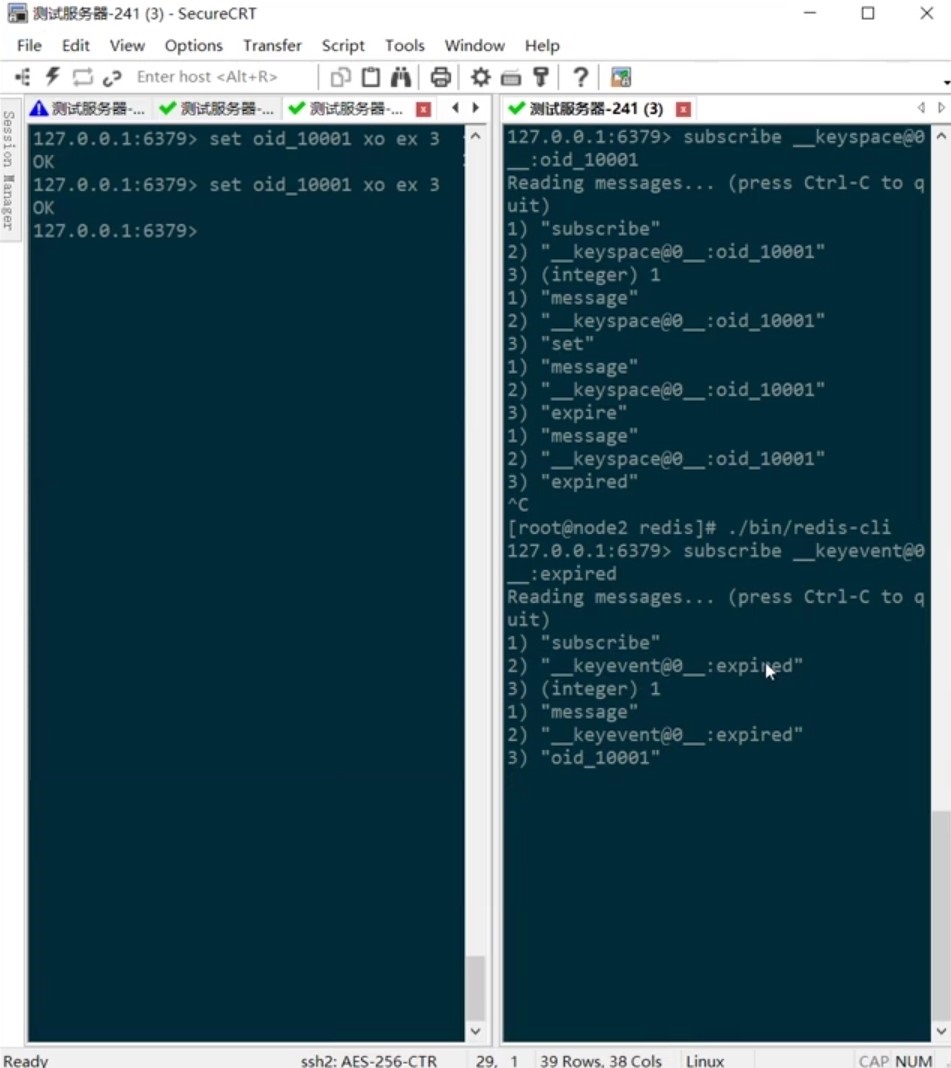 测试服务器-241 (3) - SecureCRT
File Edit View Options Transfer Script Tools Window Help
Enter host <Alt+R>
测试服务器-... 测试服务器-... 测试服务器-...
Session Manager
127.0.0.1:6379> set oid_10001 xo ex 3
OK
127.0.0.1:6379> set oid_10001 xo ex 3
OK
127.0.0.1:6379>
测试服务器-241 (3)
127.0.0.1:6379> subscribe __keyspace@0
__:oid_10001
Reading messages... (press Ctrl-C to q
uit)
1) "subscribe"
2) "__keyspace@0__:oid_10001"
3) (integer) 1
1) "message"
2) "__keyspace@0__:oid_10001"
3) "set"
1) "message"
2) "__keyspace@0__:oid_10001"
3) "expire"
1) "message"
2) "__keyspace@0__:oid_10001"
3) "expired"
^C
[root@node2 redis]# ./bin/redis-cli
127.0.0.1:6379> subscribe __keyevent@0
__:expired
Reading messages... (press Ctrl-C to q
uit)
1) "subscribe"
2) "__keyevent@0__:expired"
3) (integer) 1
1) "message"
2) "__keyevent@0__:expired"
3) "oid_10001"
Ready ssh2: AES-256-CTR 29, 1 39 Rows, 38 Cols Linux CAP NUM